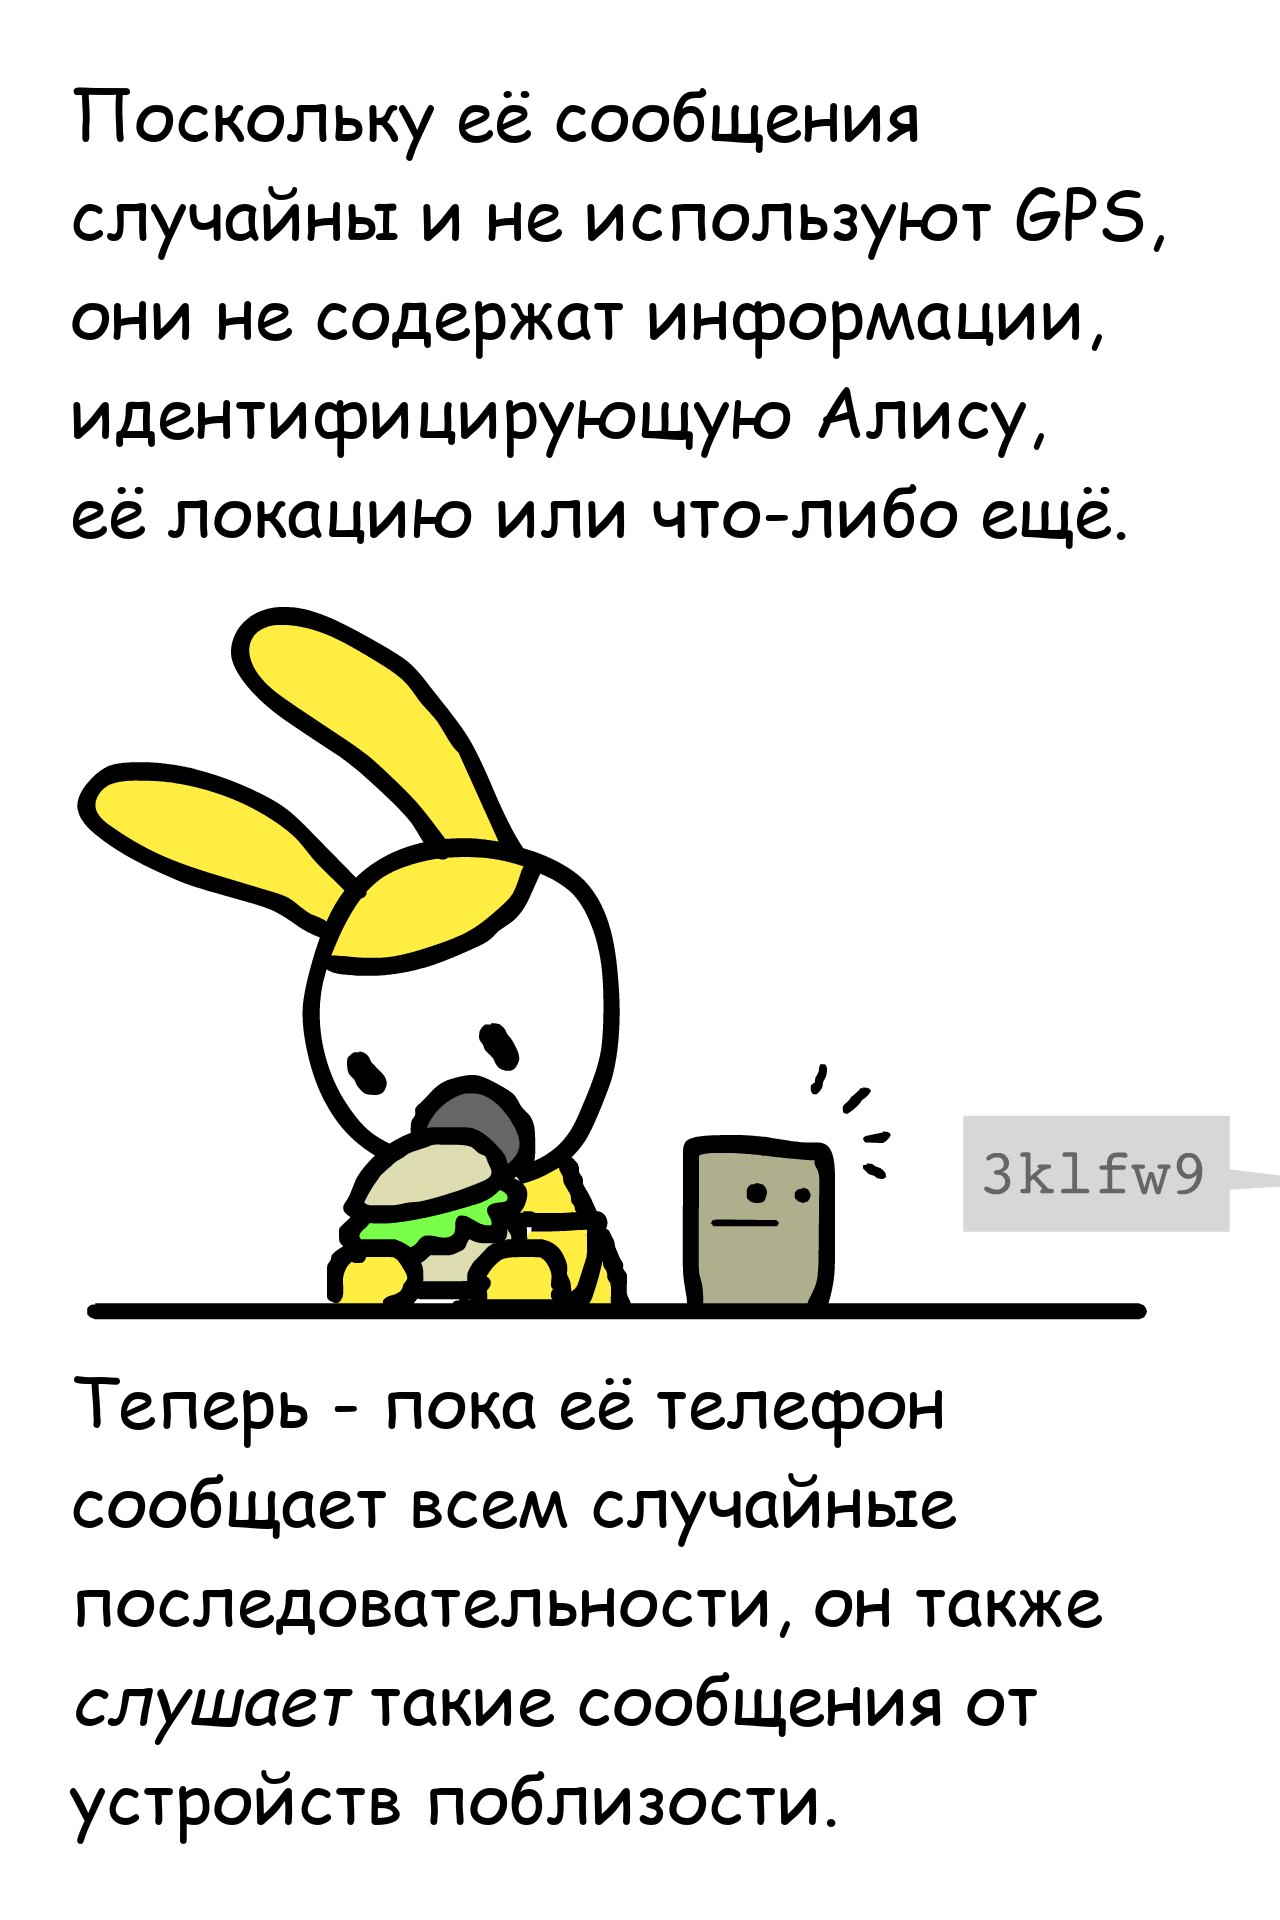 Поскольку её сообщения
случайны и не используют GPS,
они не содержат информации,
идентифицирующую Алису,
её локацию или что-либо ещё.
3klfw9
Теперь - пока её телефон
сообщает всем случайные
последовательности, он также
слушает такие сообщения от
устройств поблизости.